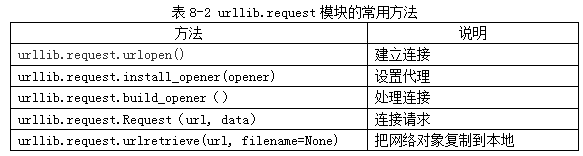 表 8-2 urllib.request 模块的常用方法
方法 说明
urllib.request.urlopen() 建立连接
urllib.request.install_opener(opener) 设置代理
urllib.request.build_opener () 处理连接
urllib.request.Request (url, data) 连接请求
urllib.request.urlretrieve(url, filename=None) 把网络对象复制到本地